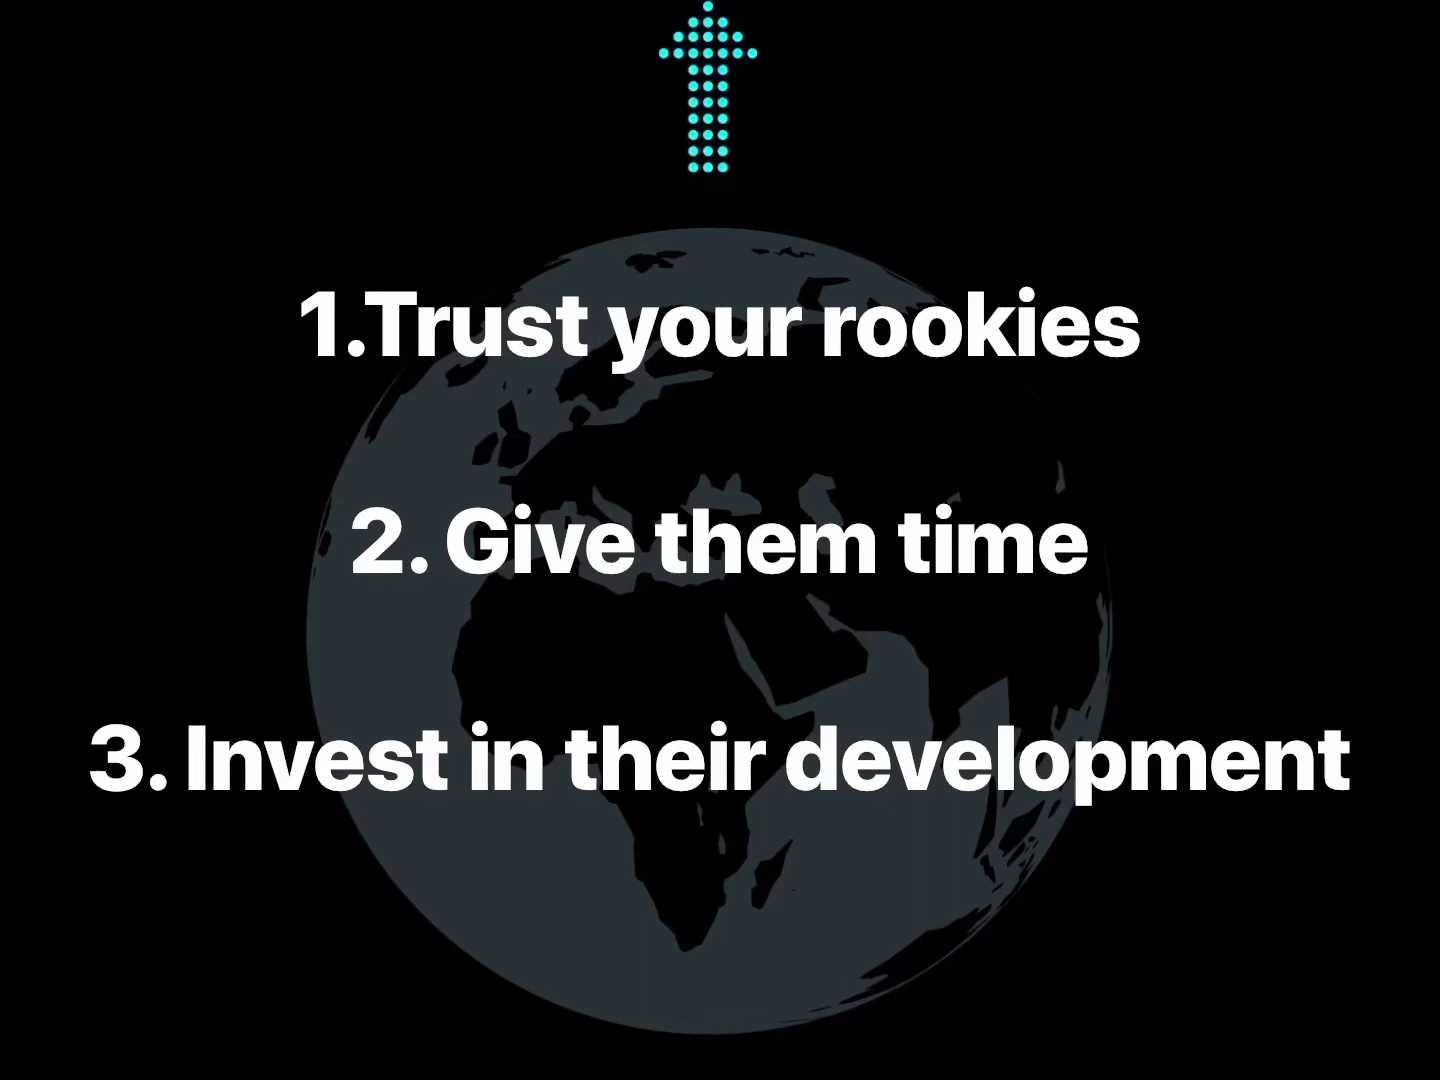 1.Trust your rookies
2. Give them time
3. Invest in their development